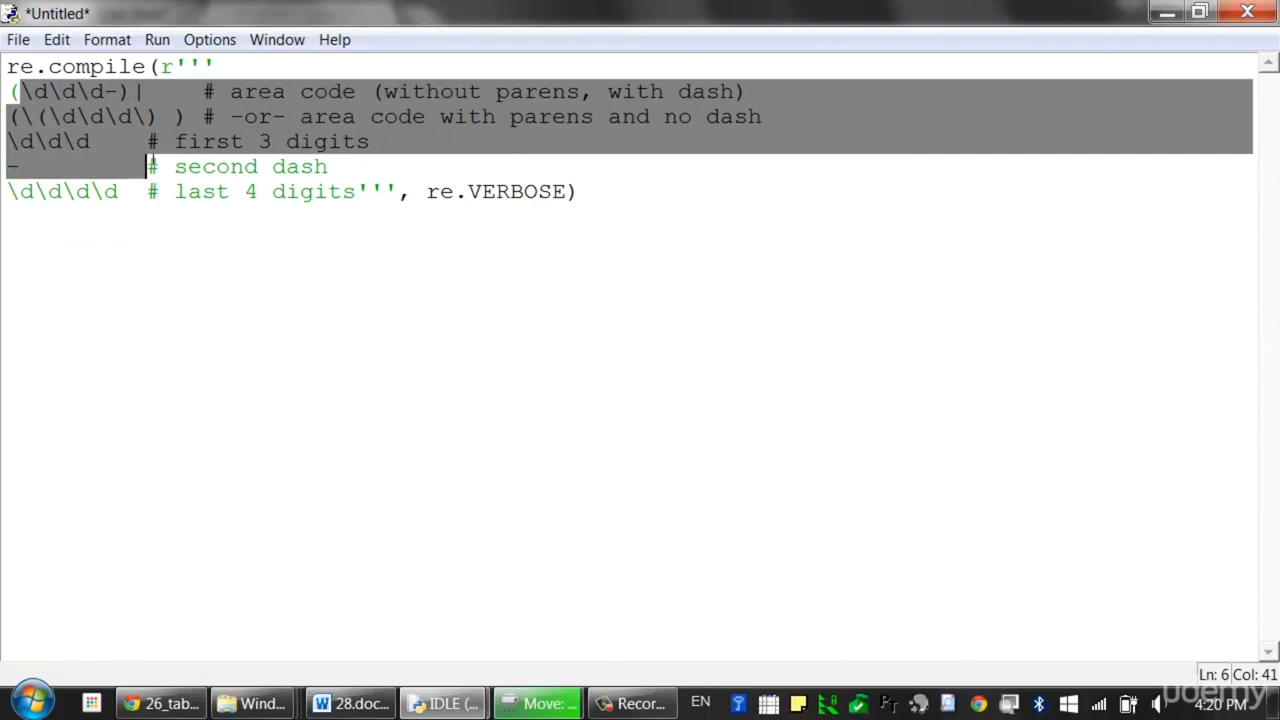 *Untitled*
File Edit Format Run Options Window Help
re.compile(r'''
(\d\d\d-)|    # area code (without parens, with dash)
(\(\d\d\d\) ) # -or- area code with parens and no dash
\d\d\d    # first 3 digits
-         # second dash
\d\d\d\d  # last 4 digits''', re.VERBOSE)
Ln: 6 Col: 41
26_tab... Wind... 28.doc... IDLE (... Move: ... Recor... EN 4:20 PM
udemy